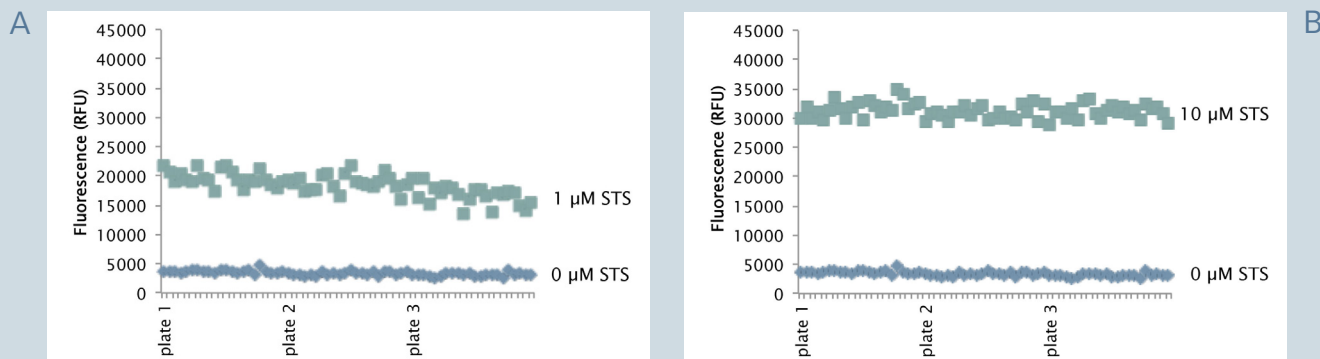 A
Fluorescence (RFU)
45000
40000
35000
30000
25000
20000
15000
10000
5000
0
1 µM STS
0 µM STS
plate 1
plate 2
plate 3
B
Fluorescence (RFU)
45000
40000
35000
30000
25000
20000
15000
10000
5000
0
10 µM STS
0 µM STS
plate 1
plate 2
plate 3